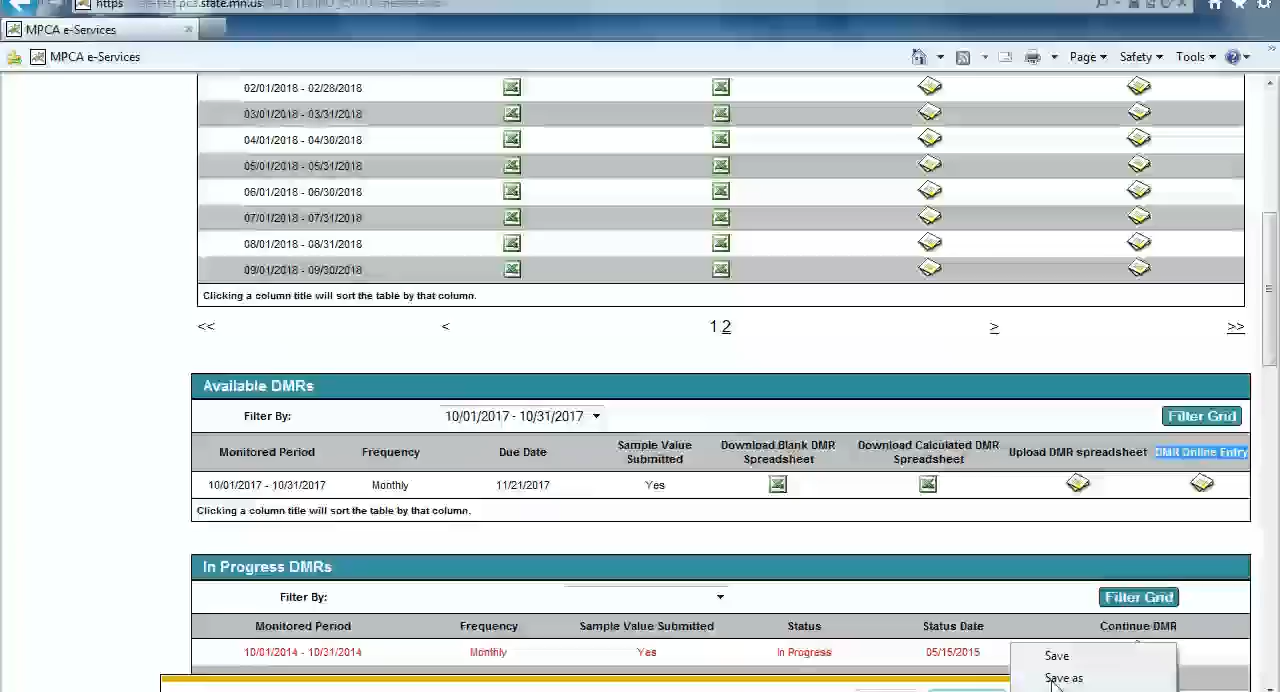 https state.mn.us
MPCA e-Services
MPCA e-Services Page Safety Tools
02/01/2018 - 02/28/2018
03/01/2018 - 03/31/2018
04/01/2018 - 04/30/2018
05/01/2018 - 05/31/2018
06/01/2018 - 06/30/2018
07/01/2018 - 07/31/2018
08/01/2018 - 08/31/2018
09/01/2018 - 09/30/2018
Clicking a column title will sort the table by that column.
<< < 1 2 > >>
Available DMRs
Filter By: 10/01/2017 - 10/31/2017 Filter Grid
Monitored Period Frequency Due Date Sample Value Submitted Download Blank DMR Spreadsheet Download Calculated DMR Spreadsheet Upload DMR spreadsheet DMR Online Entry
10/01/2017 - 10/31/2017 Monthly 11/21/2017 Yes
Clicking a column title will sort the table by that column.
In Progress DMRs
Filter By: Filter Grid
Monitored Period Frequency Sample Value Submitted Status Status Date Continue DMR
10/01/2014 - 10/31/2014 Monthly Yes In Progress 05/15/2015
Save
Save as